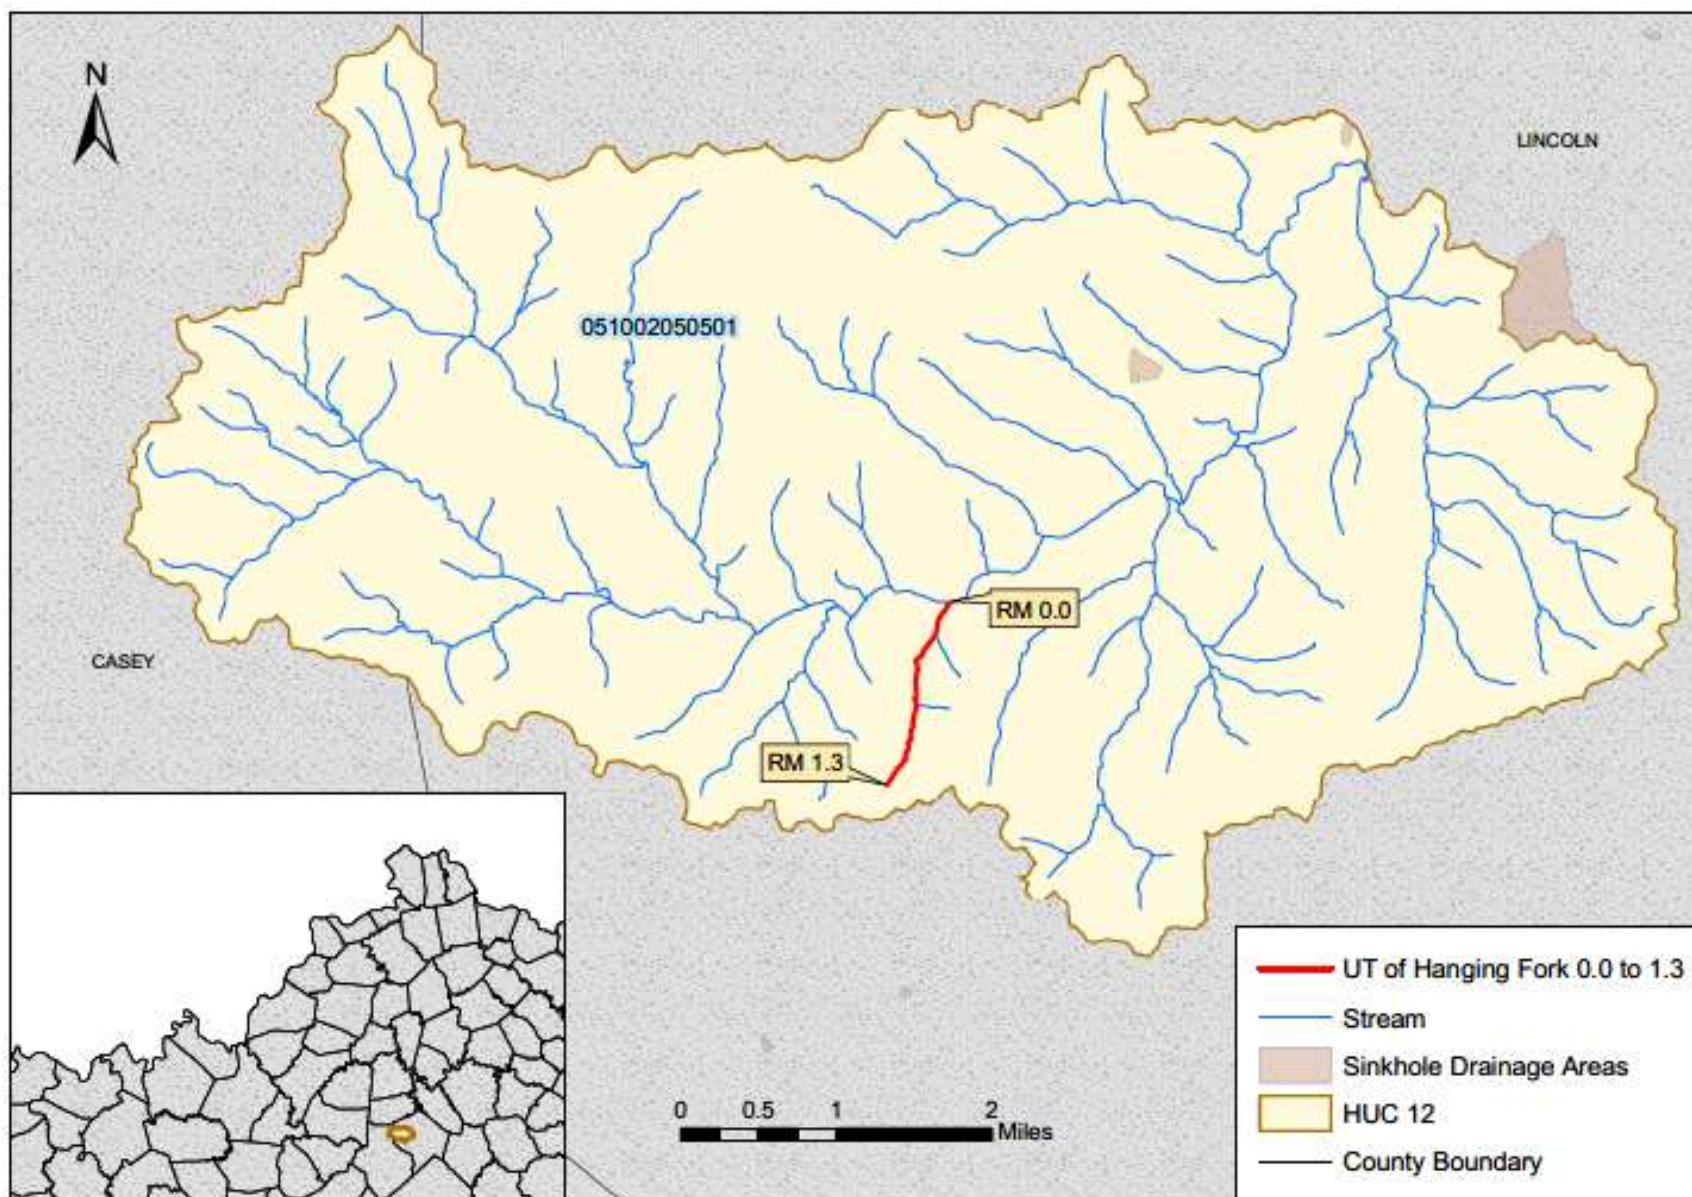 N
LINCOLN
051002050501
RM 0.0
CASEY
RM 1.3
0 0.5 1 2
Miles
UT of Hanging Fork 0.0 to 1.3
Stream
Sinkhole Drainage Areas
HUC 12
County Boundary